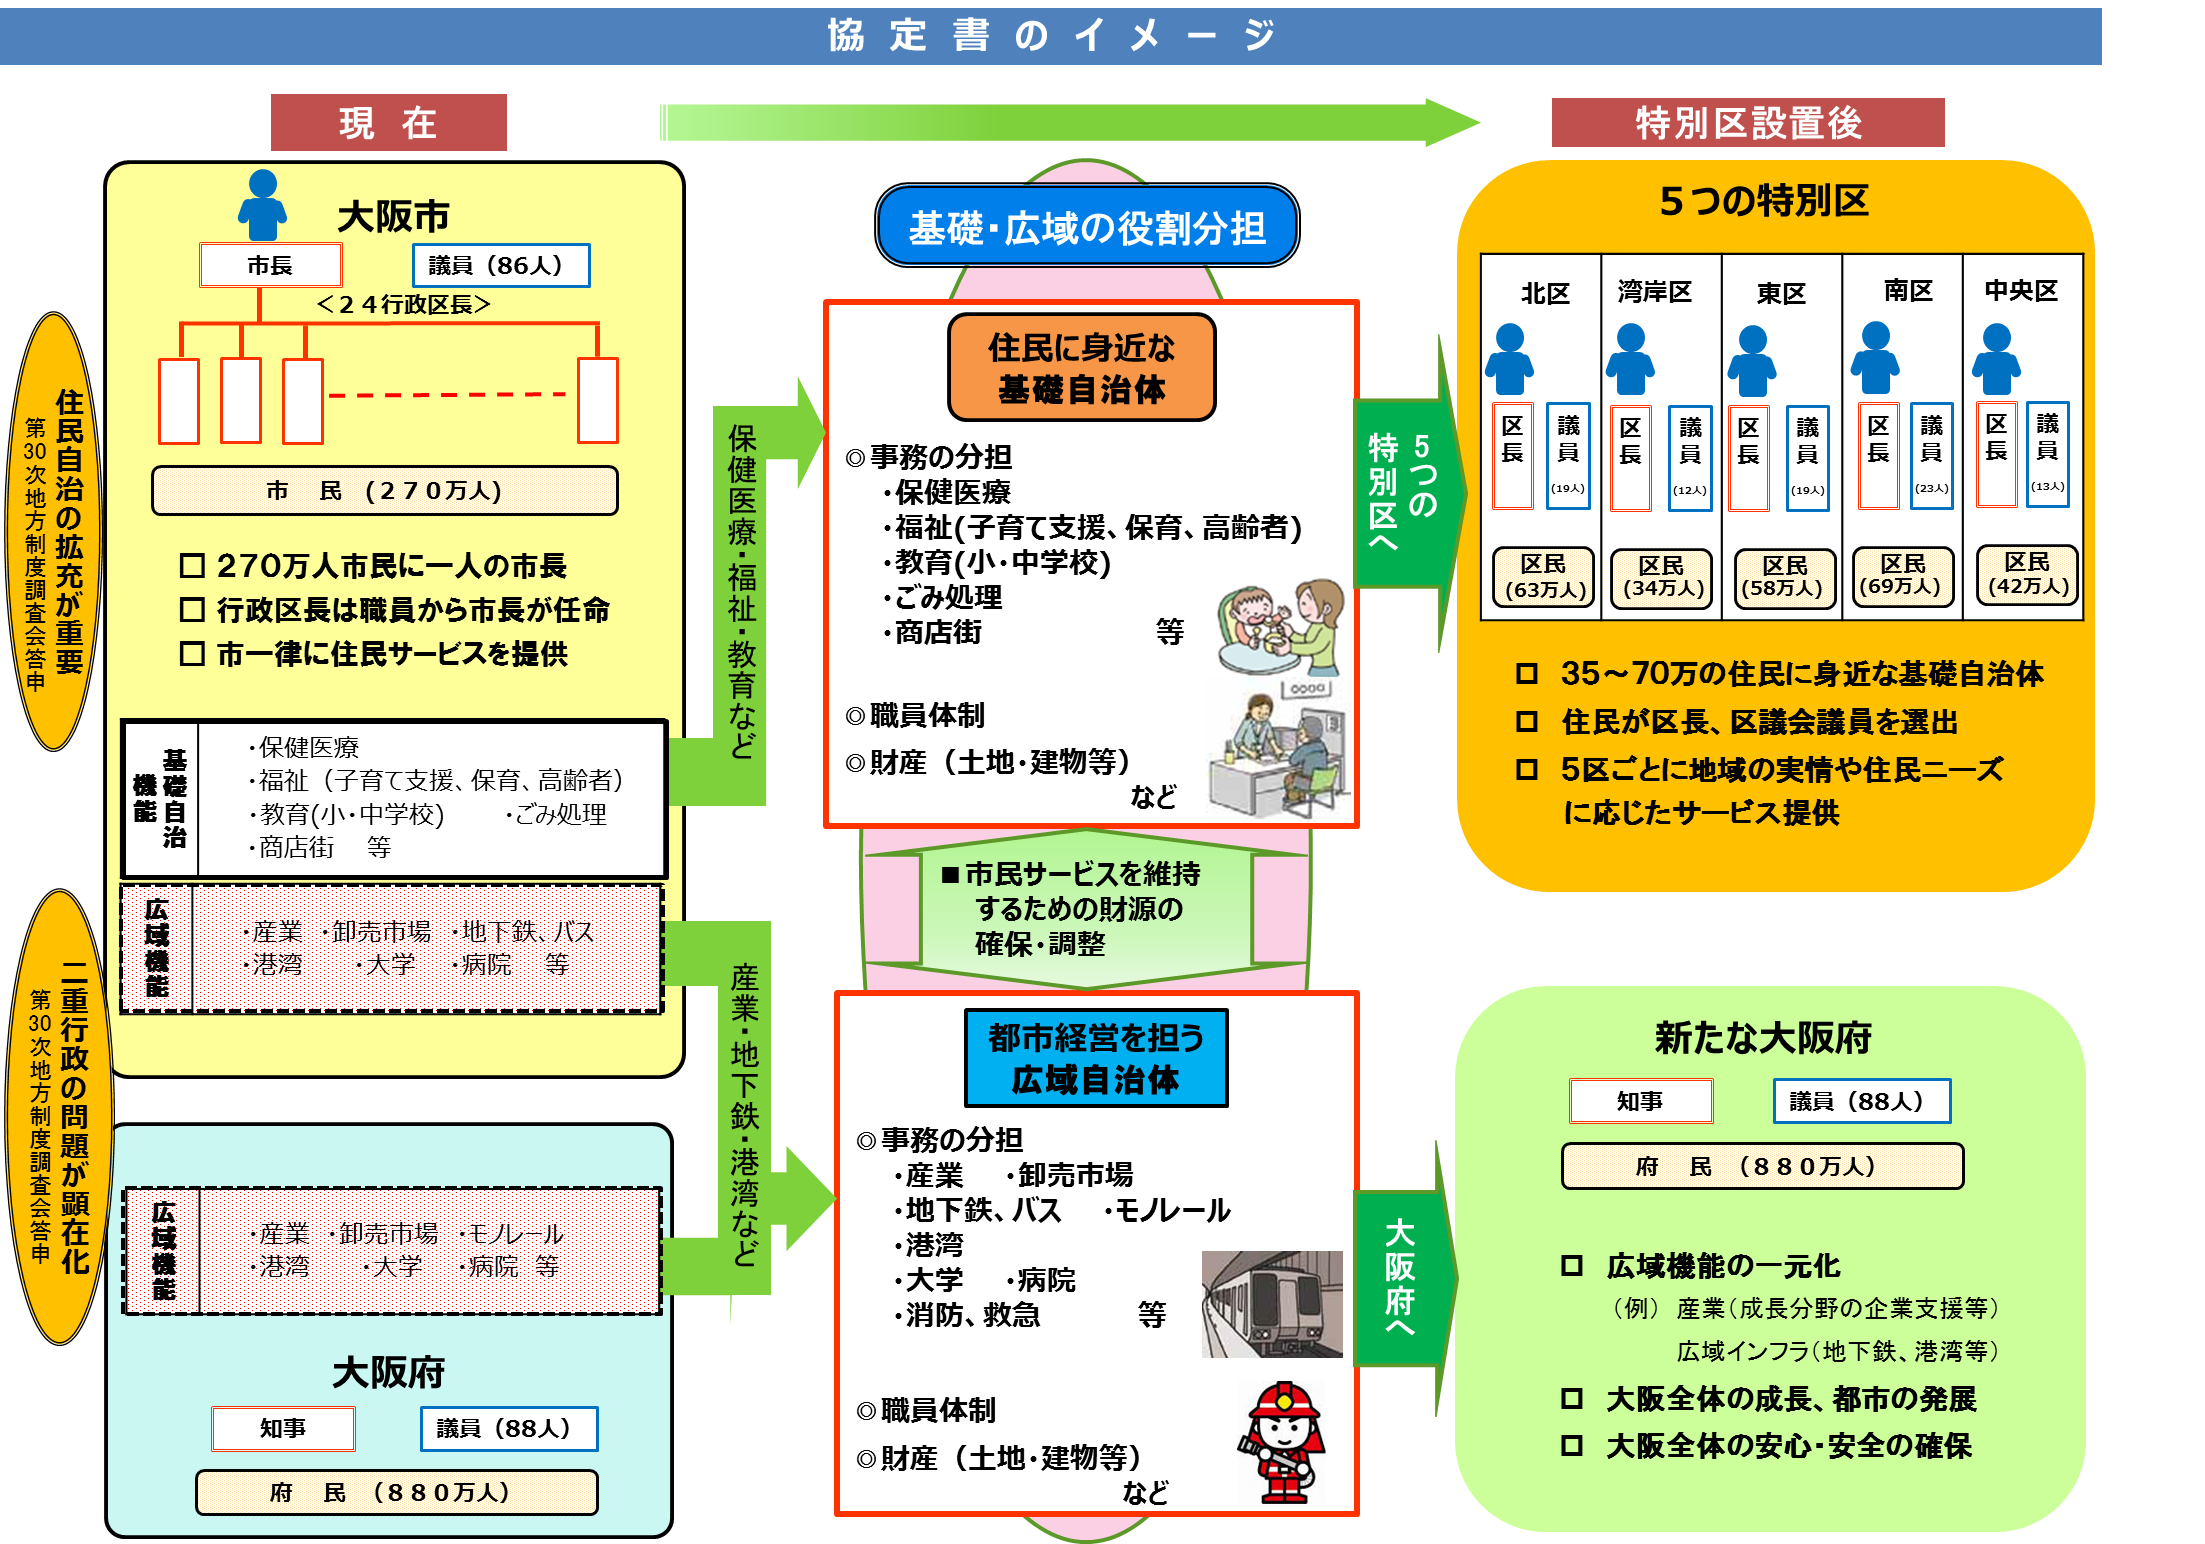 協定書のイメージ
現 在
特別区設置後
住民自治の拡充が重要
第30次地方制度調査会答申
二重行政の問題が顕在化
第30次地方制度調査会答申
大阪市
市長
議員（86人）
＜２４行政区長＞
市 民 （２７０万人）
□ 270万人市民に一人の市長
□ 行政区長は職員から市長が任命
□ 市一律に住民サービスを提供
基礎自治
機能
・保健医療
・福祉（子育て支援、保育、高齢者）
・教育(小・中学校) ・ごみ処理
・商店街 等
広域機能
・産業 ・卸売市場 ・地下鉄、バス
・港湾 ・大学 ・病院 等
広域機能
・産業 ・卸売市場 ・モノレール
・港湾 ・大学 ・病院 等
大阪府
知事
議員（88人）
府 民 （８８０万人）
保健医療・福祉・教育など
産業・地下鉄・港湾など
基礎・広域の役割分担
住民に身近な
基礎自治体
◎事務の分担
・保健医療
・福祉(子育て支援、保育、高齢者)
・教育(小・中学校)
・ごみ処理
・商店街 等
◎職員体制
◎財産（土地・建物等）
など
■市民サービスを維持
するための財源の
確保・調整
都市経営を担う
広域自治体
◎事務の分担
・産業 ・卸売市場
・地下鉄、バス ・モノレール
・港湾
・大学 ・病院
・消防、救急 等
◎職員体制
◎財産（土地・建物等）
など
5つの
特別区へ
大阪府へ
５つの特別区
北区 湾岸区 東区 南区 中央区
区長 議員(19人) 区長 議員(12人) 区長 議員(19人) 区長 議員(23人) 区長 議員(13人)
区民 区民 区民 区民 区民
(63万人) (34万人) (58万人) (69万人) (42万人)
□ 35～70万の住民に身近な基礎自治体
□ 住民が区長、区議会議員を選出
□ 5区ごとに地域の実情や住民ニーズ
に応じたサービス提供
新たな大阪府
知事
議員（88人）
府 民 （８８０万人）
□ 広域機能の一元化
（例） 産業（成長分野の企業支援等）
広域インフラ（地下鉄、港湾等）
□ 大阪全体の成長、都市の発展
□ 大阪全体の安心・安全の確保